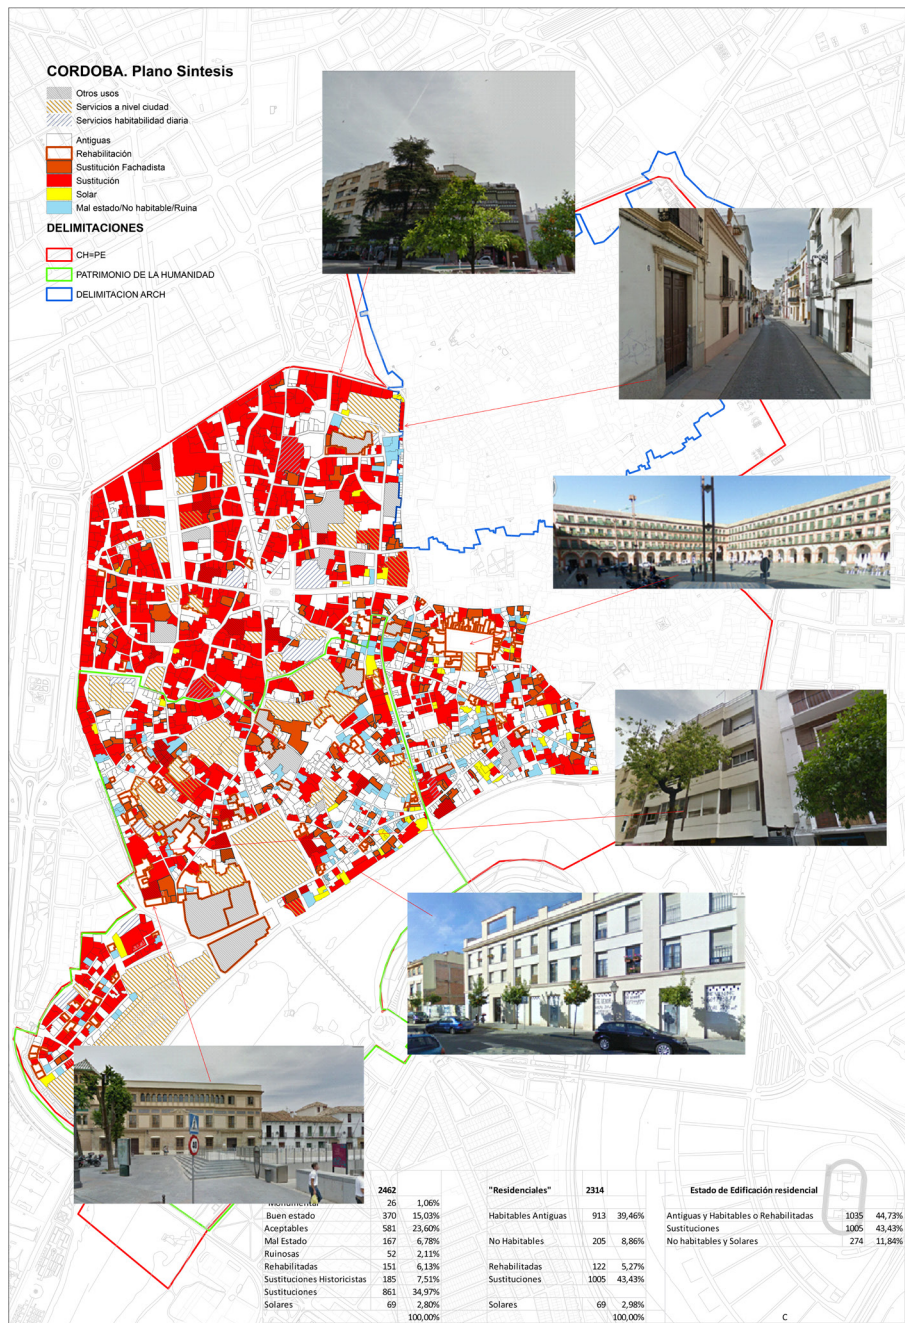 CORDOBA. Plano Sintesis
Otros usos
Servicios a nivel ciudad
Servicios habitabilidad diaria
Antiguas
Rehabilitación
Sustitución Fachadista
Sustitución
Solar
Mal estado/No habitable/Ruina
DELIMITACIONES
CH=PE
PATRIMONIO DE LA HUMANIDAD
DELIMITACION ARCH
2462
Monumental 26 1,06%
Buen estado 370 15,03%
Aceptables 581 23,60%
Mal Estado 167 6,78%
Ruinosas 52 2,11%
Rehabilitadas 151 6,13%
Sustituciones Historicistas 185 7,51%
Sustituciones 861 34,97%
Solares 69 2,80%
100,00%
"Residenciales" 2314
Habitables Antiguas 913 39,46%
No Habitables 205 8,86%
Rehabilitadas 122 5,27%
Sustituciones 1005 43,43%
Solares 69 2,98%
100,00%
Estado de Edificación residencial
Antiguas y Habitables o Rehabilitadas 1035 44,73%
Sustituciones 1005 43,43%
No habitables y Solares 274 11,84%
C